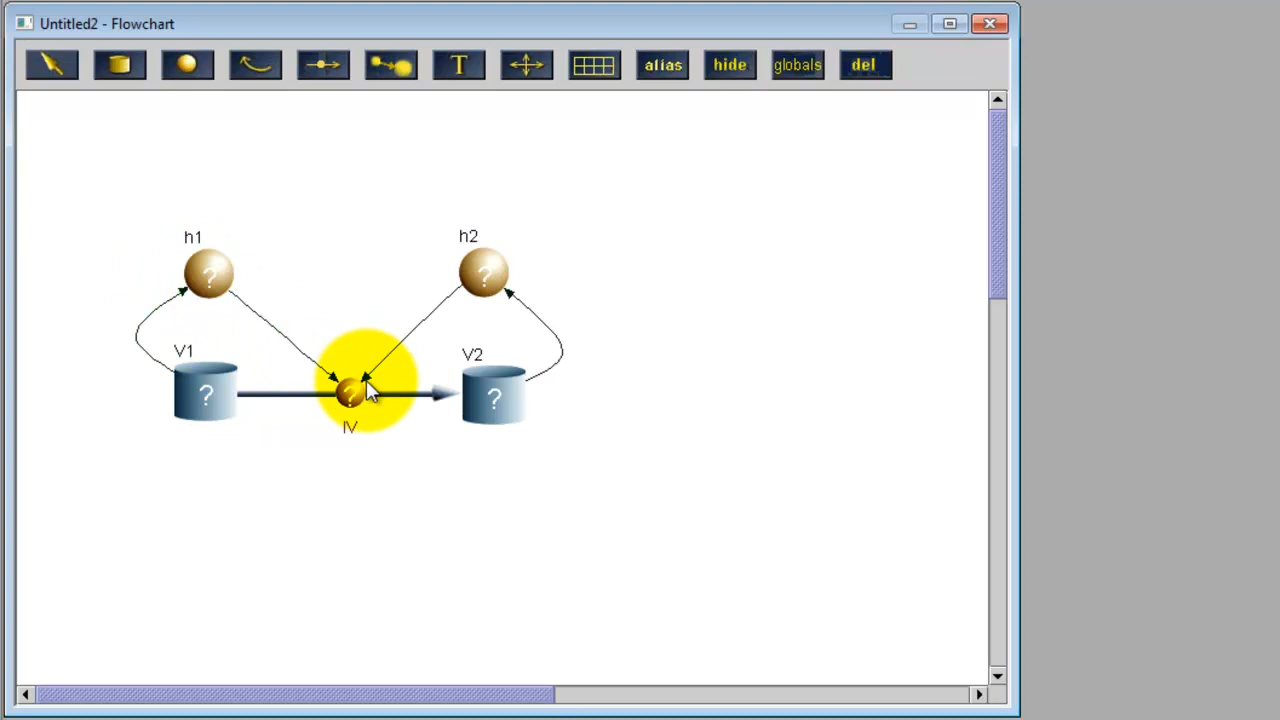 Untitled2 - Flowchart
T alias hide globals del
h1 h2
? ?
V1 V2
? ? ?
IV